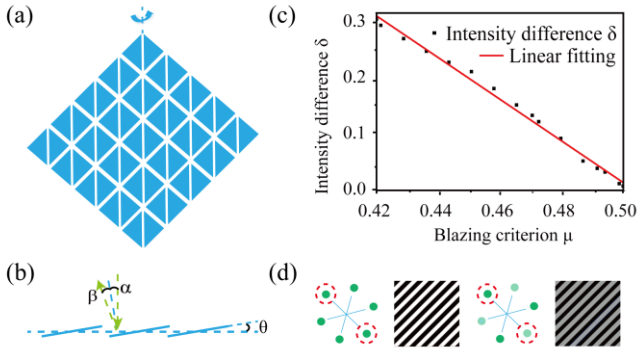 (a)
(c)
0.3
0.2
0.1
0.0
Intensity difference δ
Intensity difference δ
Linear fitting
0.42
0.44
0.46
0.48
0.50
Blazing criterion μ
(b)
β
α
θ
(d)